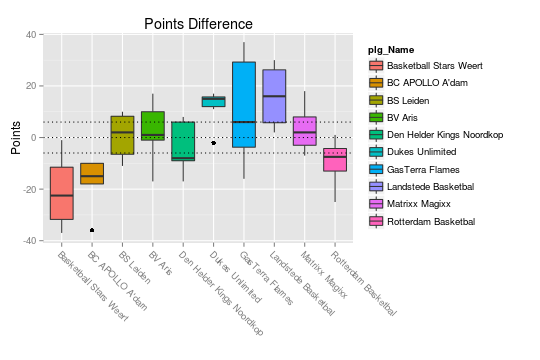 Points Difference
Points
40
20
0
-20
-40
Basketball Stars Weert
BC APOLLO A'dam
BS Leiden
BV Aris
Den Helder Kings Noordkop
Dukes Unlimited
GasTerra Flames
Landstede Basketbal
Matrixx Magixx
Rotterdam Basketbal
plg_Name
Basketball Stars Weert
BC APOLLO A'dam
BS Leiden
BV Aris
Den Helder Kings Noordkop
Dukes Unlimited
GasTerra Flames
Landstede Basketbal
Matrixx Magixx
Rotterdam Basketbal